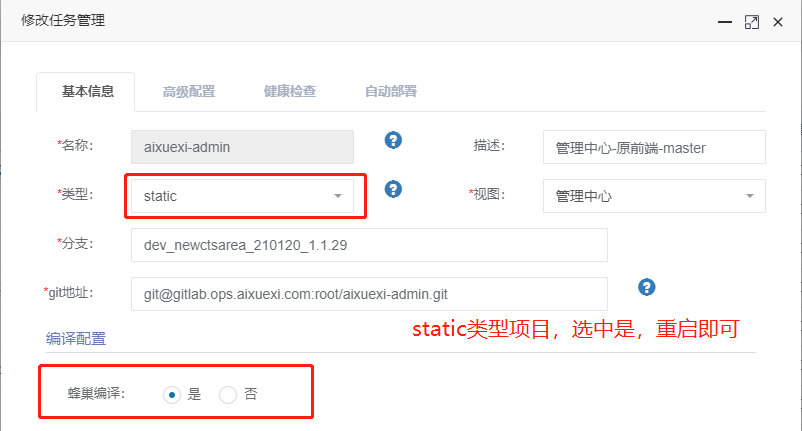 修改任务管理
基本信息 高级配置 健康检查 自动部署
*名称： aixuexi-admin ? 描述： 管理中心-原前端-master
*类型： static ? *视图： 管理中心
*分支： dev_newctsarea_210120_1.1.29
*git地址： git@gitlab.ops.aixuexi.com:root/aixuexi-admin.git ?
static类型项目，选中是，重启即可
编译配置
蜂巢编译： 是 否